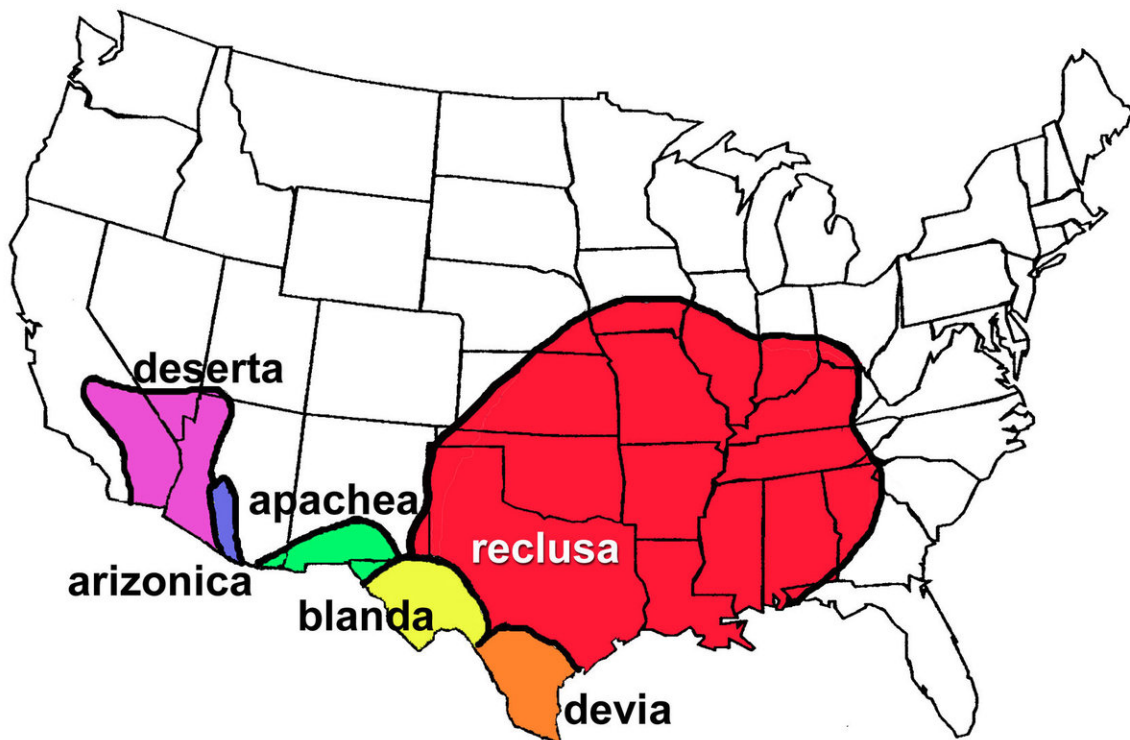 deserta
apachea
reclusa
arizonica
blanda
devia